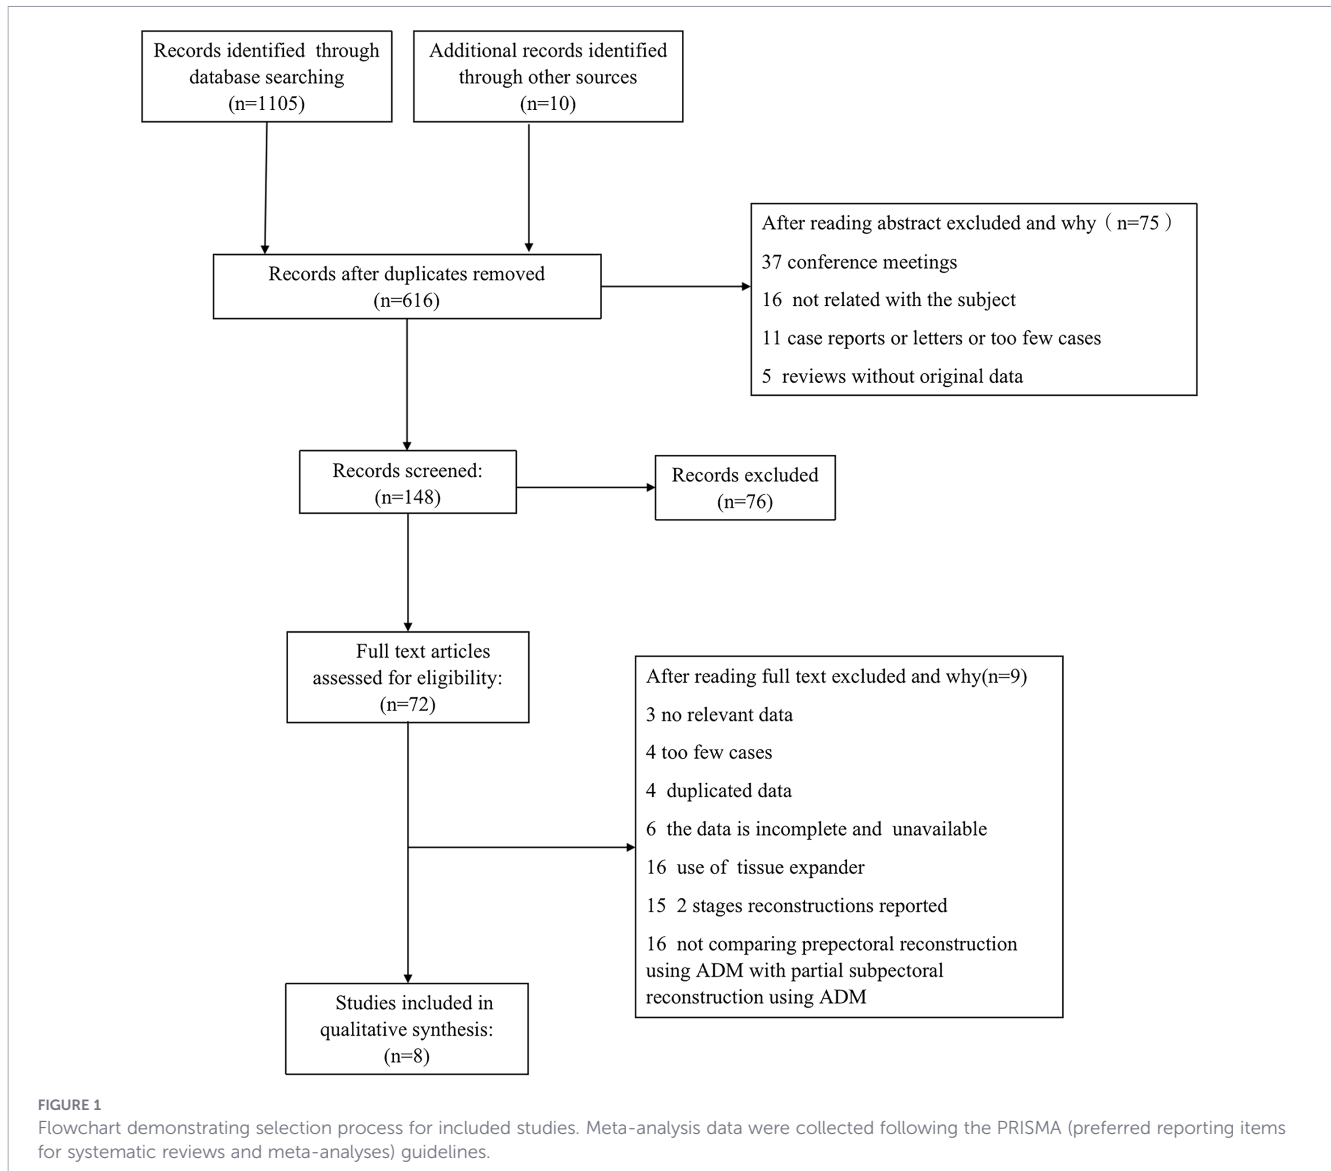 Records identified through
database searching
(n=1105)
Additional records identified
through other sources
(n=10)
After reading abstract excluded and why（n=75）
37 conference meetings
16 not related with the subject
11 case reports or letters or too few cases
5 reviews without original data
Records after duplicates removed
(n=616)
Records screened:
(n=148)
Records excluded
(n=76)
Full text articles
assessed for eligibility:
(n=72)
After reading full text excluded and why(n=9)
3 no relevant data
4 too few cases
4 duplicated data
6 the data is incomplete and unavailable
16 use of tissue expander
15 2 stages reconstructions reported
16 not comparing prepectoral reconstruction
using ADM with partial subpectoral
reconstruction using ADM
Studies included in
qualitative synthesis:
(n=8)
FIGURE 1
Flowchart demonstrating selection process for included studies. Meta-analysis data were collected following the PRISMA (preferred reporting items
for systematic reviews and meta-analyses) guidelines.